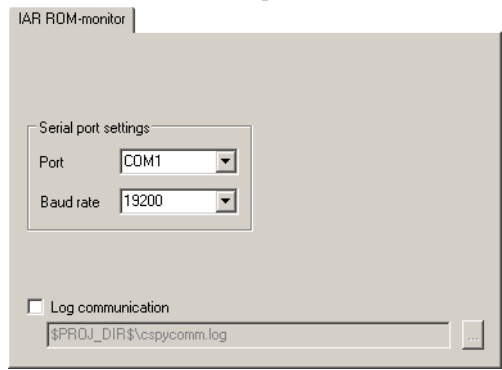 IAR ROM-monitor
Serial port settings
Port COM1
Baud rate 19200
Log communication
$PROJ_DIR$\cspycomm.log
...